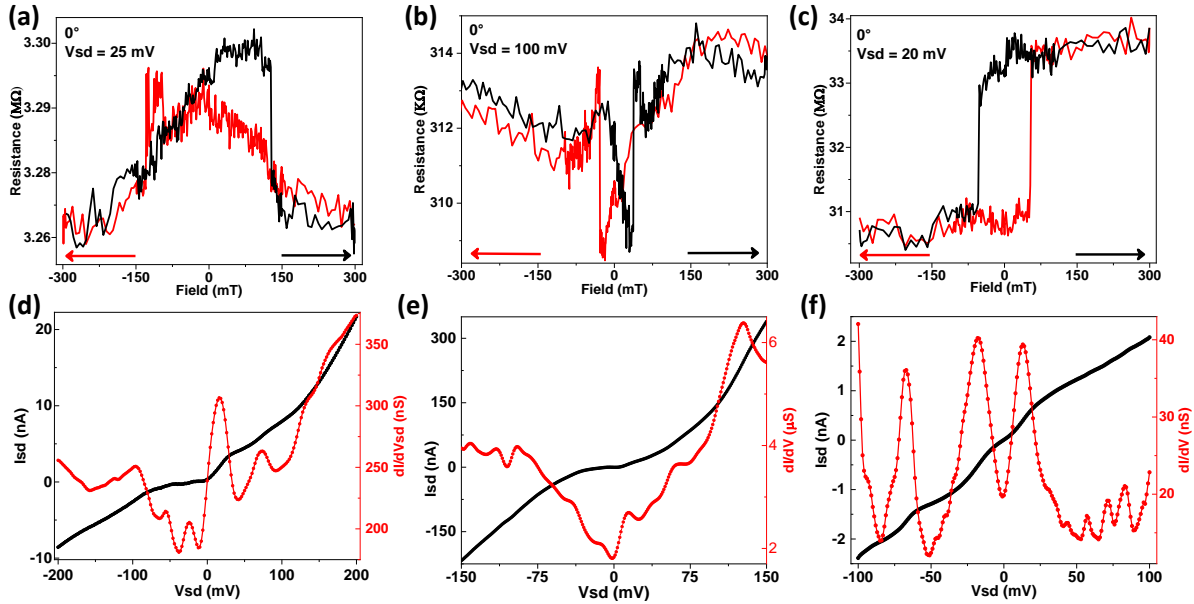 (a)
0°
Vsd = 25 mV
3.30
3.29
3.28
3.26
Resistance (MΩ)
-300 -150 0 150 300
Field (mT)
(b)
0°
Vsd = 100 mV
314
312
310
Resistance (KΩ)
-300 -150 0 150 300
Field (mT)
(c)
0°
Vsd = 20 mV
34
33
32
31
Resistance (MΩ)
-300 -150 0 150 300
Field (mT)
(d)
20
10
0
-10
Isd (nA)
350
300
250
200
dI/dVsd (nS)
-200 -100 0 100 200
Vsd (mV)
(e)
300
150
0
-150
Isd (nA)
6
4
2
dI/dV (µS)
-150 -75 0 75 150
Vsd (mV)
(f)
2
1
0
-1
-2
Isd (nA)
40
30
20
dI/dV (nS)
-100 -50 0 50 100
Vsd (mV)